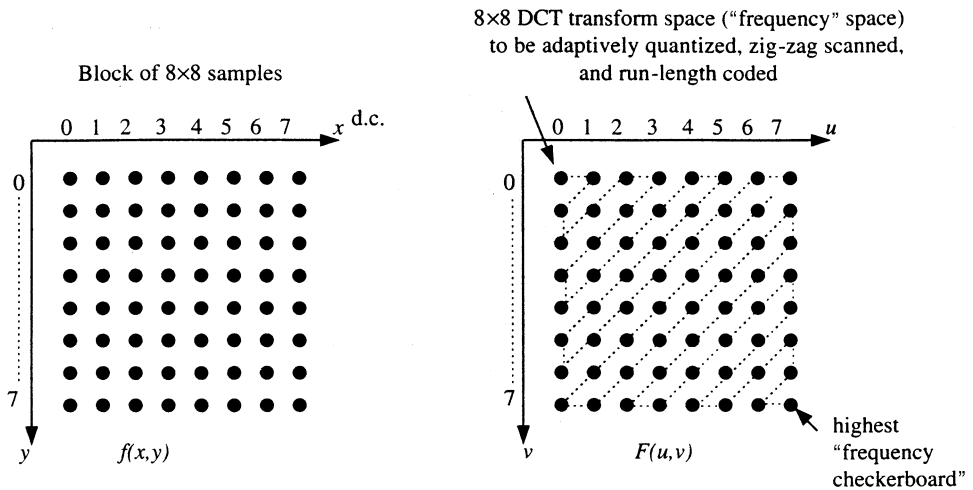 8×8 DCT transform space (“frequency” space)
to be adaptively quantized, zig-zag scanned,
and run-length coded
Block of 8×8 samples
0 1 2 3 4 5 6 7 x d.c.
0
7
y
f(x,y)
0 1 2 3 4 5 6 7 u
0
7
v
F(u,v)
highest
“frequency
checkerboard”